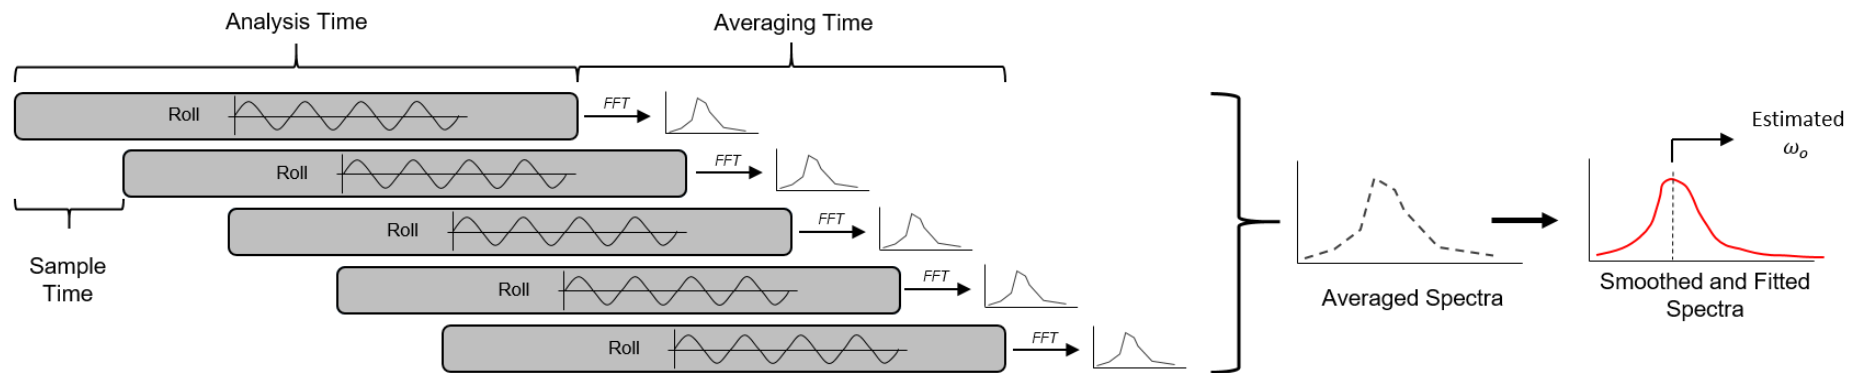 Analysis Time
Averaging Time
Roll
FFT
Roll
FFT
Roll
FFT
Roll
FFT
Roll
FFT
Sample
Time
Averaged Spectra
Estimated
ωₒ
Smoothed and Fitted
Spectra